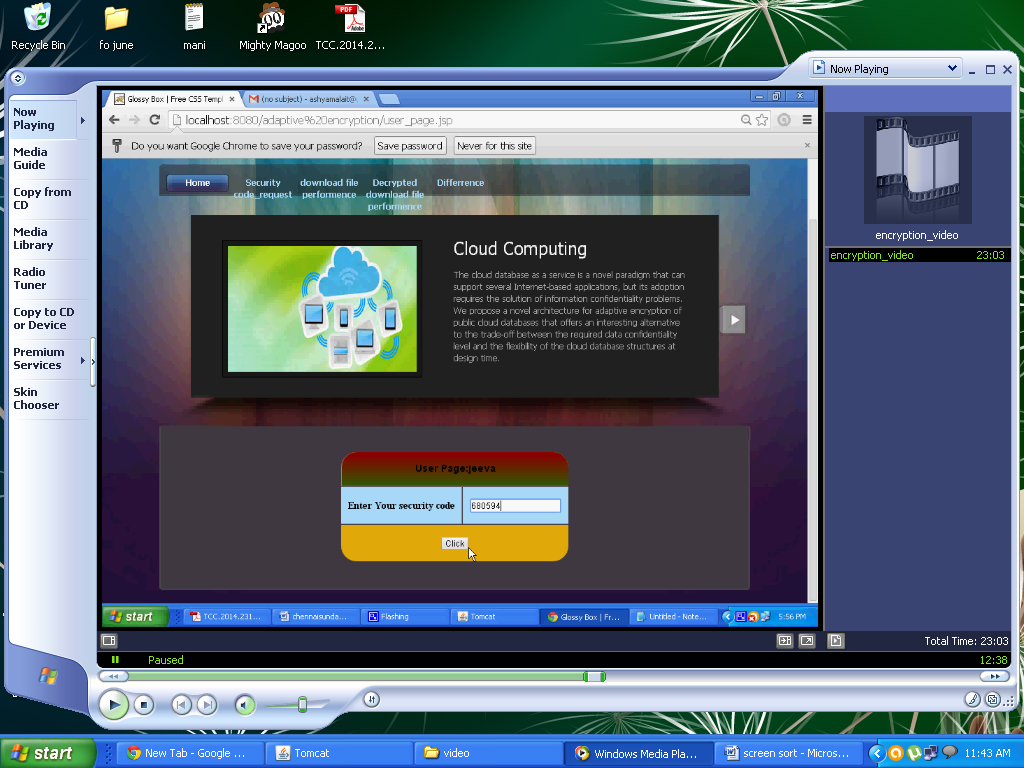 Recycle Bin
fo june
mani
Mighty Magoo
TCC.2014.2...
Now Playing
Now
Playing
Media
Guide
Copy from
CD
Media
Library
Radio
Tuner
Copy to CD
or Device
Premium
Services
Skin
Chooser
Glossy Box | Free CSS Templ
(no subject) - ashyamalait@
localhost:8080/adaptive%20encryption/user_page.jsp
Do you want Google Chrome to save your password?
Save password
Never for this site
Home
Security
code_request
download file
performence
Decrypted
download file
performence
Differrence
Cloud Computing
The cloud database as a service is a novel paradigm that can
support several Internet-based applications, but its adoption
requires the solution of information confidentiality problems.
We propose a novel architecture for adaptive encryption of
public cloud databases that offers an interesting alternative
to the trade-off between the required data confidentiality
level and the flexibility of the cloud database structures at
design time.
User Page:jeeva
Enter Your security code
680594
Click
start
TCC.2014.231...
chennaisunda...
Flashing
Tomcat
Glossy Box | Fr...
Untitled - Note...
5:56 PM
encryption_video
encryption_video 23:03
Total Time: 23:03
Paused
12:38
start
New Tab - Google ...
Tomcat
video
Windows Media Pla...
screen sort - Micros...
11:43 AM